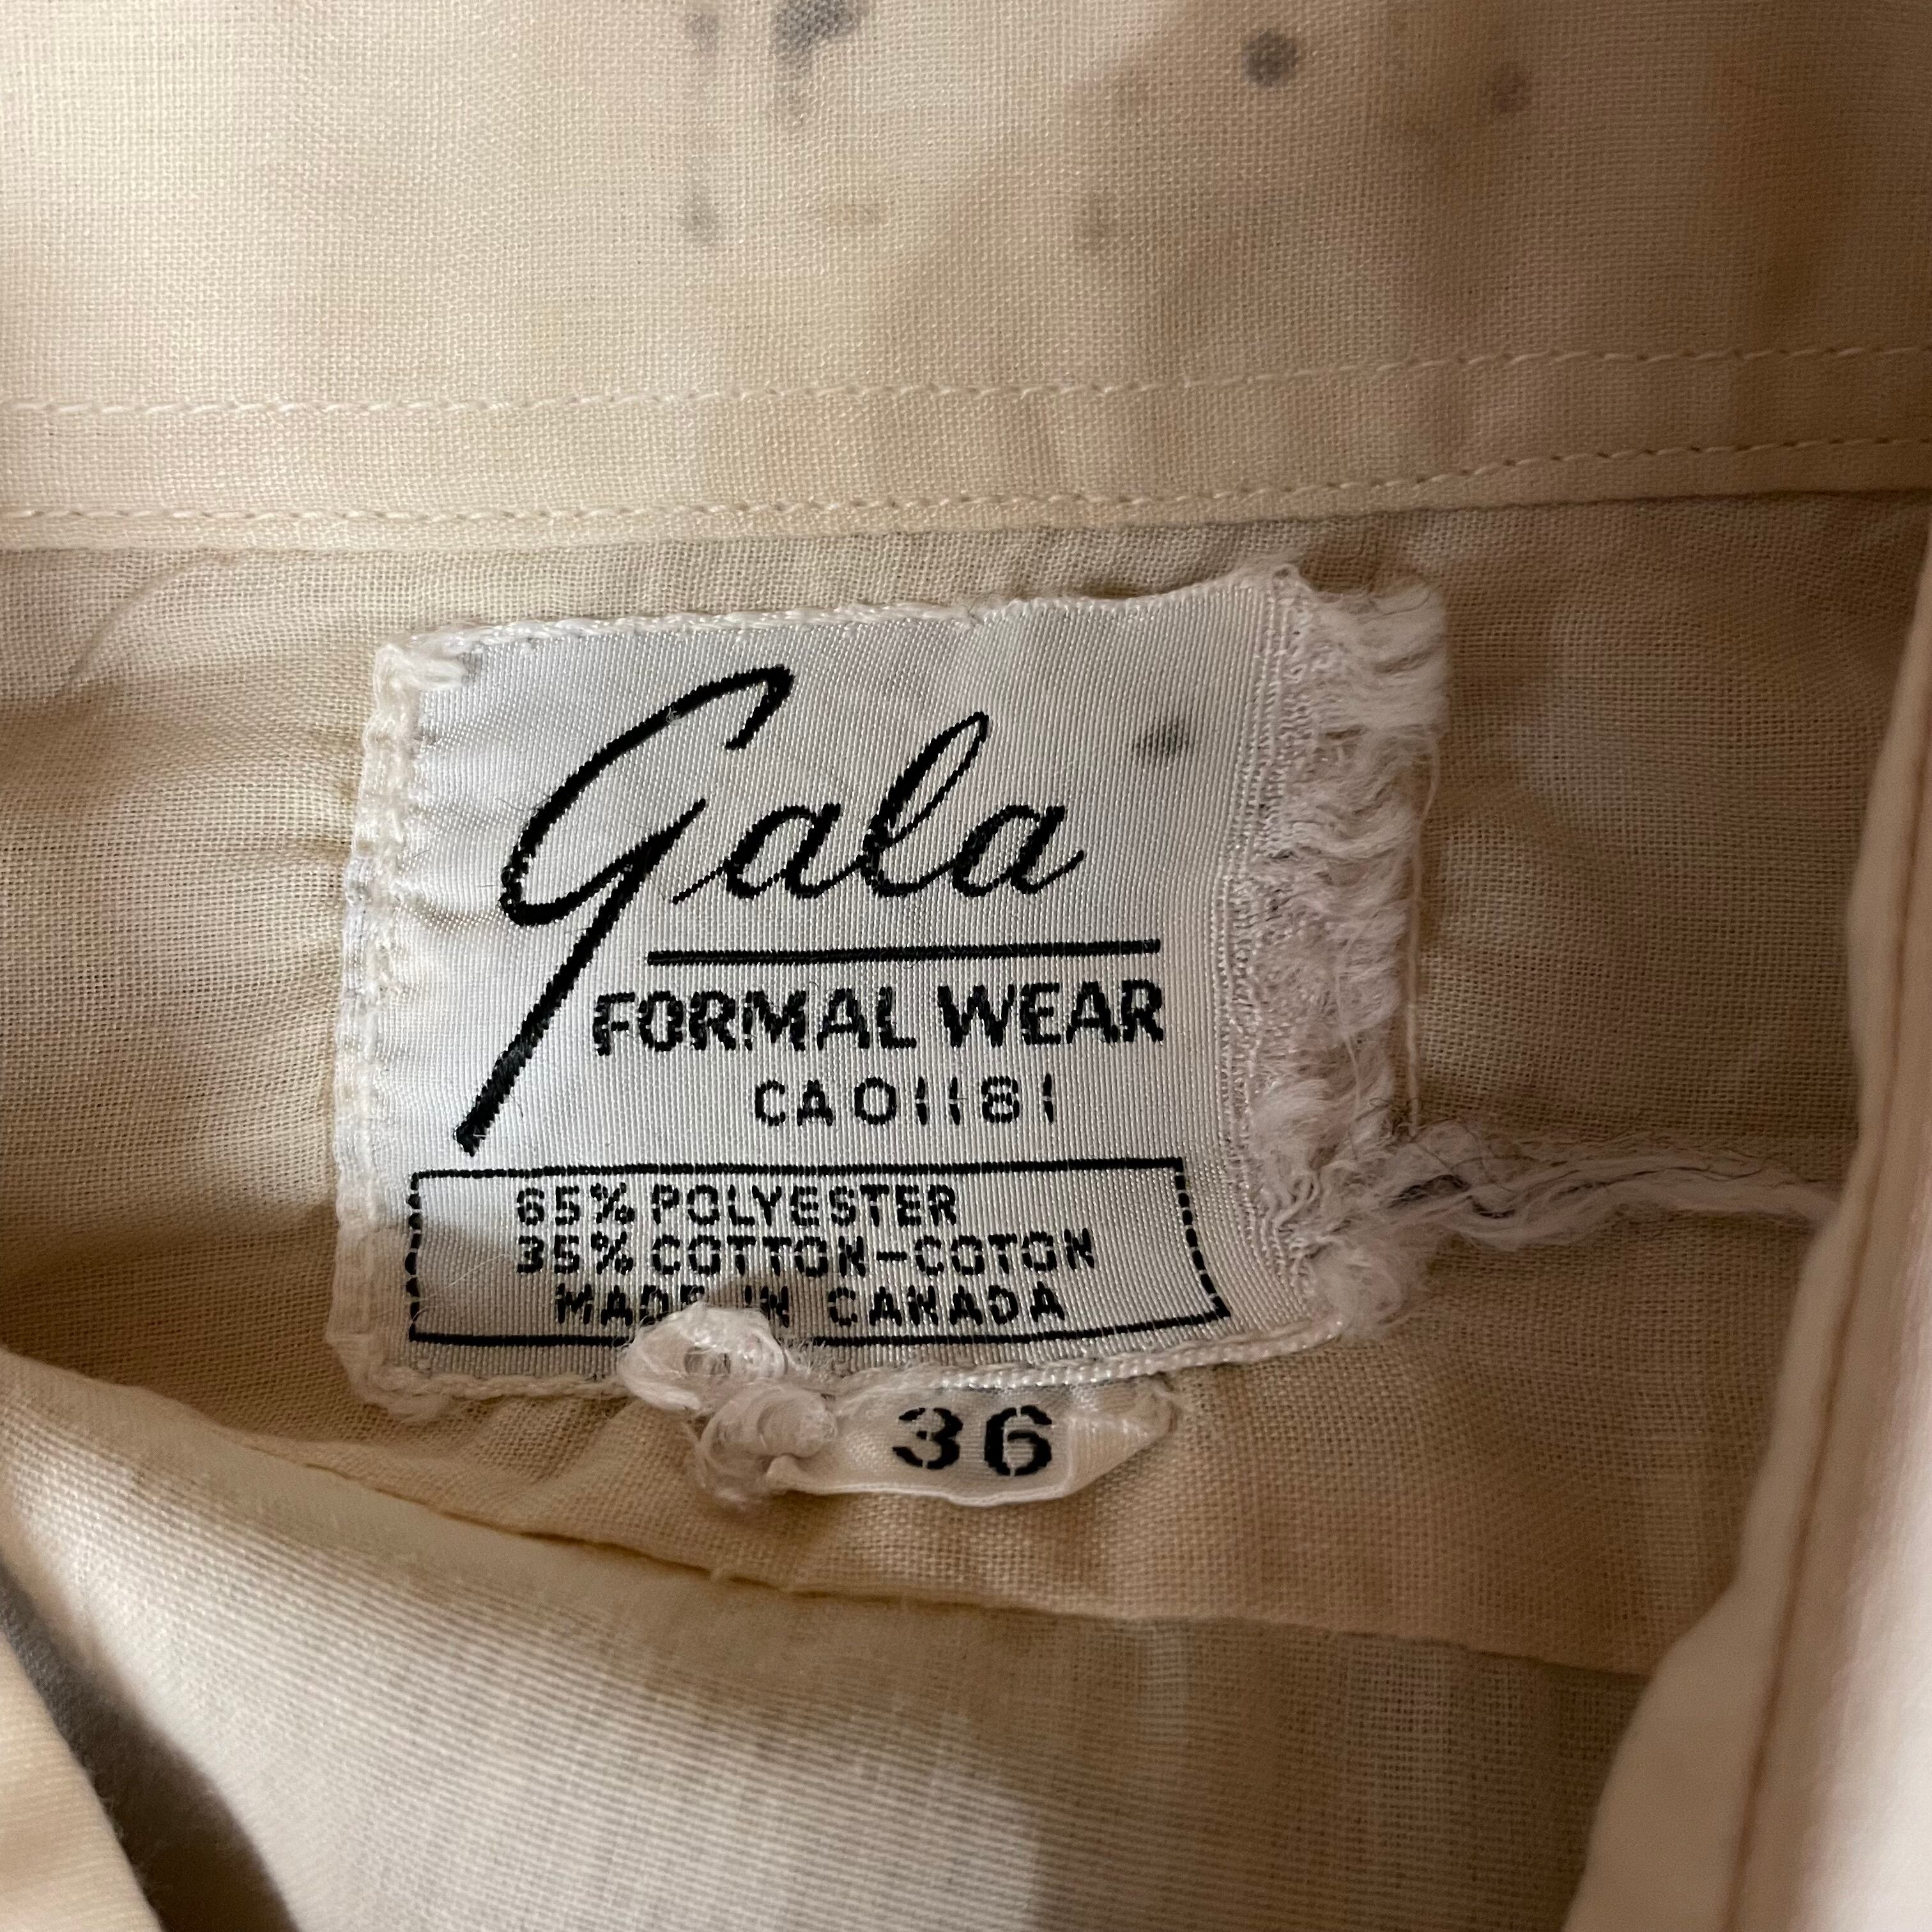 Gala
FORMAL WEAR
CA01181
65% POLYESTER
35% COTTON-COTON
MADE IN CANADA
36